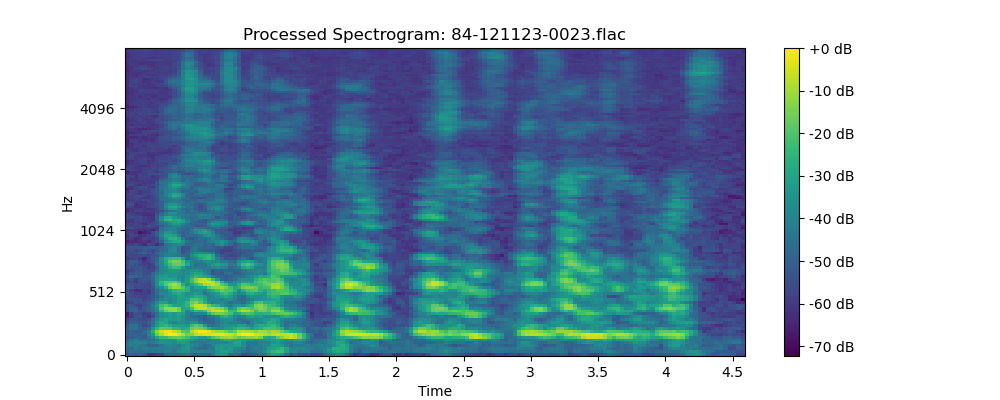 Processed Spectrogram: 84-121123-0023.flac
Hz
4096
2048
1024
512
0
0 0.5 1 1.5 2 2.5 3 3.5 4 4.5
Time
+0 dB
-10 dB
-20 dB
-30 dB
-40 dB
-50 dB
-60 dB
-70 dB